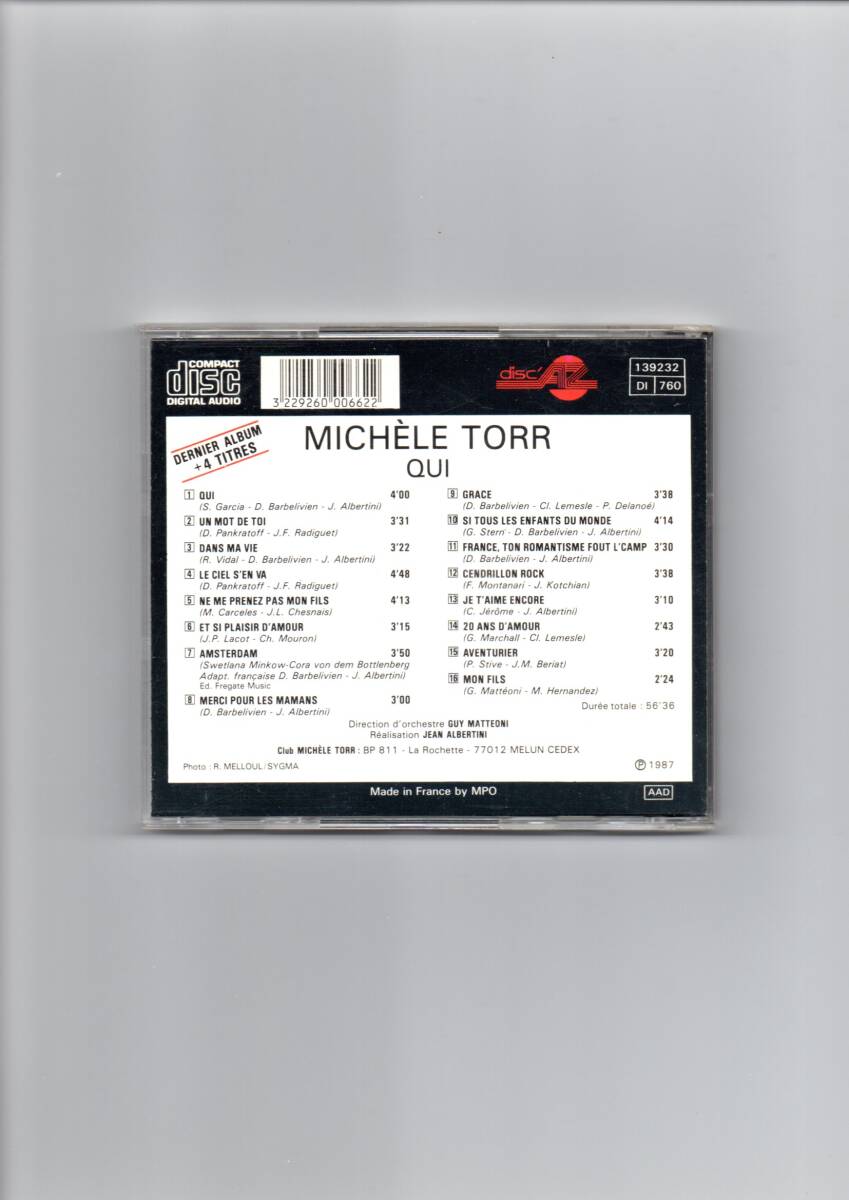 COMPACT
disc
DIGITAL AUDIO
3 229260 006622
disc'AZ
139232
DI 760
DERNIER ALBUM
+ 4 TITRES
MICHÈLE TORR
QUI
1 QUI 4'00
(S. Garcia - D. Barbelivien - J. Albertini)
2 UN MOT DE TOI 3'31
(D. Pankratoff - J.F. Radiguet)
3 DANS MA VIE 3'22
(R. Vidal - D. Barbelivien - J. Albertini)
4 LE CIEL S'EN VA 4'48
(D. Pankratoff - J.F. Radiguet)
5 NE ME PRENEZ PAS MON FILS 4'13
(M. Carceles - J.L. Chesnais)
6 ET SI PLAISIR D'AMOUR 3'15
(J.P. Lacot - Ch. Mouron)
7 AMSTERDAM 3'50
(Swetlana Minkow-Cora von dem Bottlenberg
Adapt. française D. Barbelivien - J. Albertini)
Ed. Fregate Music
8 MERCI POUR LES MAMANS 3'00
(D. Barbelivien - J. Albertini)
9 GRACE 3'38
(D. Barbelivien - Cl. Lemesle - P. Delanoé)
10 SI TOUS LES ENFANTS DU MONDE 4'14
(G. Stern - D. Barbelivien - J. Albertini)
11 FRANCE, TON ROMANTISME FOUT L'CAMP 3'30
(D. Barbelivien - J. Albertini)
12 CENDRILLON ROCK 3'38
(F. Montanari - J. Kotchian)
13 JE T'AIME ENCORE 3'10
(C. Jérôme - J. Albertini)
14 20 ANS D'AMOUR 2'43
(G. Marchall - Cl. Lemesle)
15 AVENTURIER 3'20
(P. Stive - J.M. Beriat)
16 MON FILS 2'24
(G. Mattéoni - M. Hernandez)
Durée totale : 56'36
Direction d'orchestre GUY MATTEONI
Réalisation JEAN ALBERTINI
Club MICHÈLE TORR : BP 811 - La Rochette - 77012 MELUN CEDEX
Photo : R. MELLOUL/SYGMA
℗ 1987
Made in France by MPO
AAD